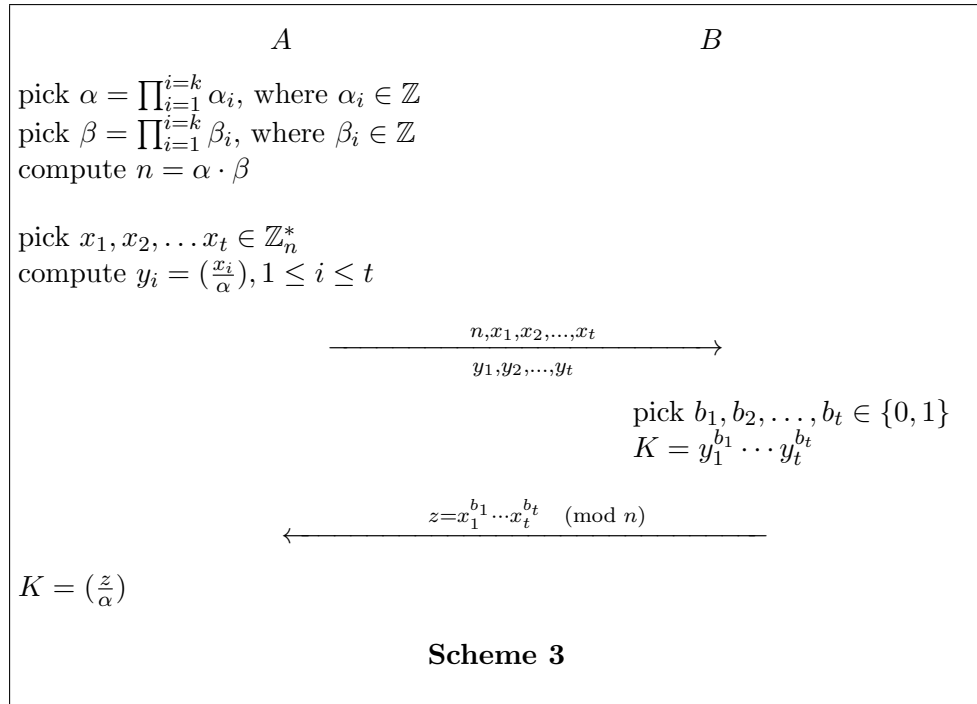 A B
pick α = ∏_{i=1}^{i=k} α_i, where α_i ∈ ℤ
pick β = ∏_{i=1}^{i=k} β_i, where β_i ∈ ℤ
compute n = α · β
pick x_1, x_2, … x_t ∈ ℤ_n^*
compute y_i = (x_i/α), 1 ≤ i ≤ t
n,x_1,x_2,...,x_t
y_1,y_2,...,y_t
pick b_1, b_2, …, b_t ∈ {0, 1}
K = y_1^{b_1} ⋯ y_t^{b_t}
z=x_1^{b_1}⋯x_t^{b_t} (mod n)
K = (z/α)
Scheme 3